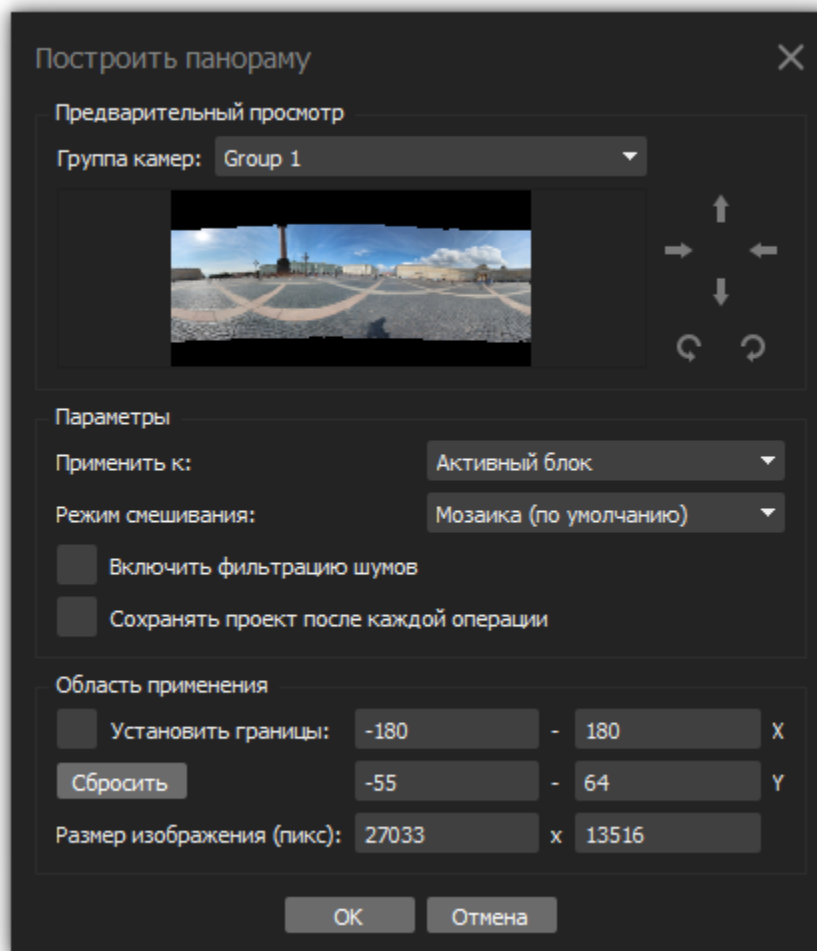 Построить панораму
Предварительный просмотр
Группа камер: Group 1
Параметры
Применить к: Активный блок
Режим смешивания: Мозаика (по умолчанию)
Включить фильтрацию шумов
Сохранять проект после каждой операции
Область применения
Установить границы: -180 - 180 X
Сбросить -55 - 64 Y
Размер изображения (пикс): 27033 x 13516
OK Отмена